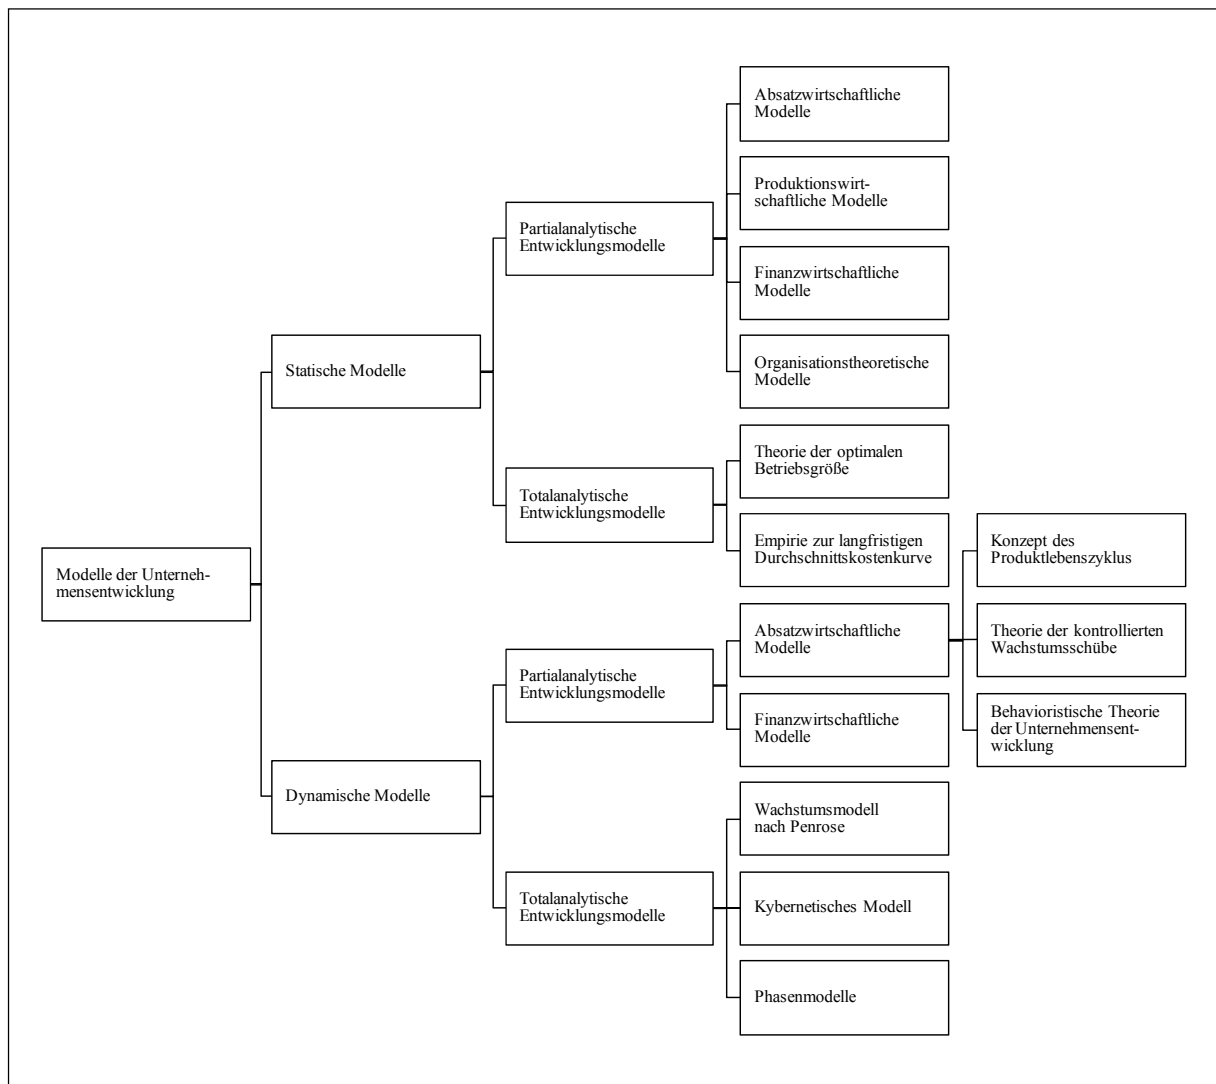 Absatzwirtschaftliche
Modelle
Produktionswirt-
schaftliche Modelle
Partialanalytische
Entwicklungsmodelle
Finanzwirtschaftliche
Modelle
Statische Modelle
Organisationstheoretische
Modelle
Theorie der optimalen
Betriebsgröße
Totalanalytische
Entwicklungsmodelle
Empirie zur langfristigen
Durchschnittskostenkurve
Konzept des
Produktlebenszyklus
Modelle der Unterneh-
mensentwicklung
Absatzwirtschaftliche
Modelle
Theorie der kontrollierten
Wachstumsschübe
Partialanalytische
Entwicklungsmodelle
Finanzwirtschaftliche
Modelle
Behavioristische Theorie
der Unternehmensent-
wicklung
Dynamische Modelle
Wachstumsmodell
nach Penrose
Totalanalytische
Entwicklungsmodelle
Kybernetisches Modell
Phasenmodelle